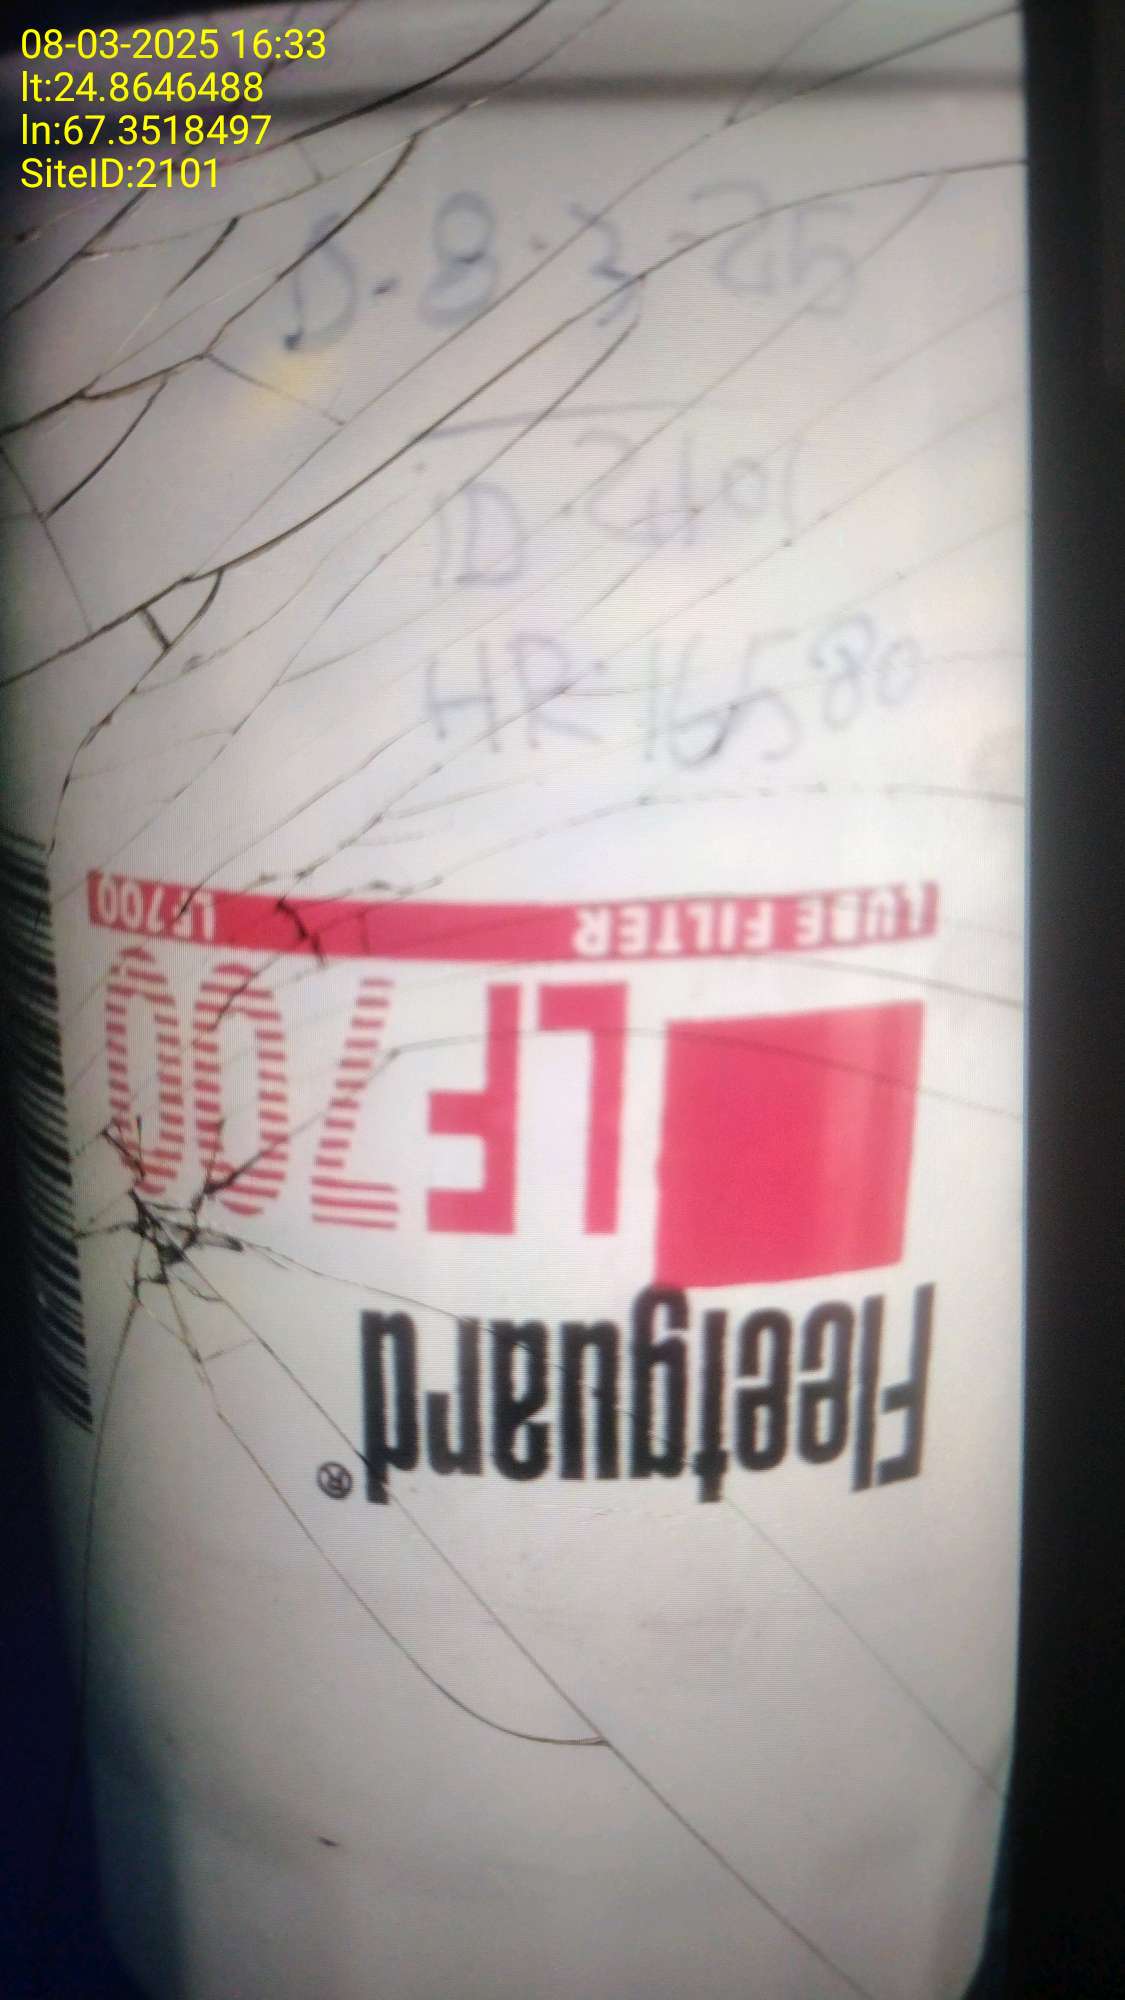 08-03-2025 16:33
lt:24.8646488
ln:67.3518497
SiteID:2101
D-8-3-25
ID 2101
HR 16580
LUBE FILTER LF700
LF700
Fleetguard®